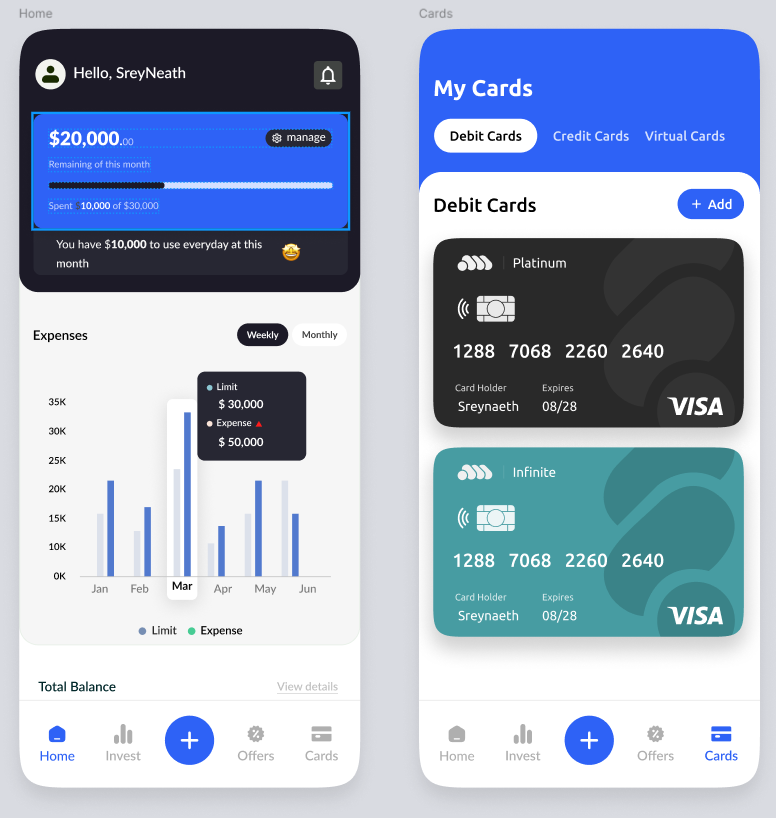 Home
Hello, SreyNeath
$20,000.00
manage
Remaining of this month
Spent $10,000 of $30,000
You have $10,000 to use everyday at this
month
Expenses
Weekly
Monthly
Limit
$ 30,000
Expense
$ 50,000
35K
30K
25K
20K
15K
10K
0K
Jan
Feb
Mar
Apr
May
Jun
Limit
Expense
Total Balance
View details
Home
Invest
Offers
Cards
Cards
My Cards
Debit Cards
Credit Cards
Virtual Cards
Debit Cards
+ Add
Platinum
1288 7068 2260 2640
Card Holder
Expires
Sreynaeth
08/28
VISA
Infinite
1288 7068 2260 2640
Card Holder
Expires
Sreynaeth
08/28
VISA
Home
Invest
Offers
Cards